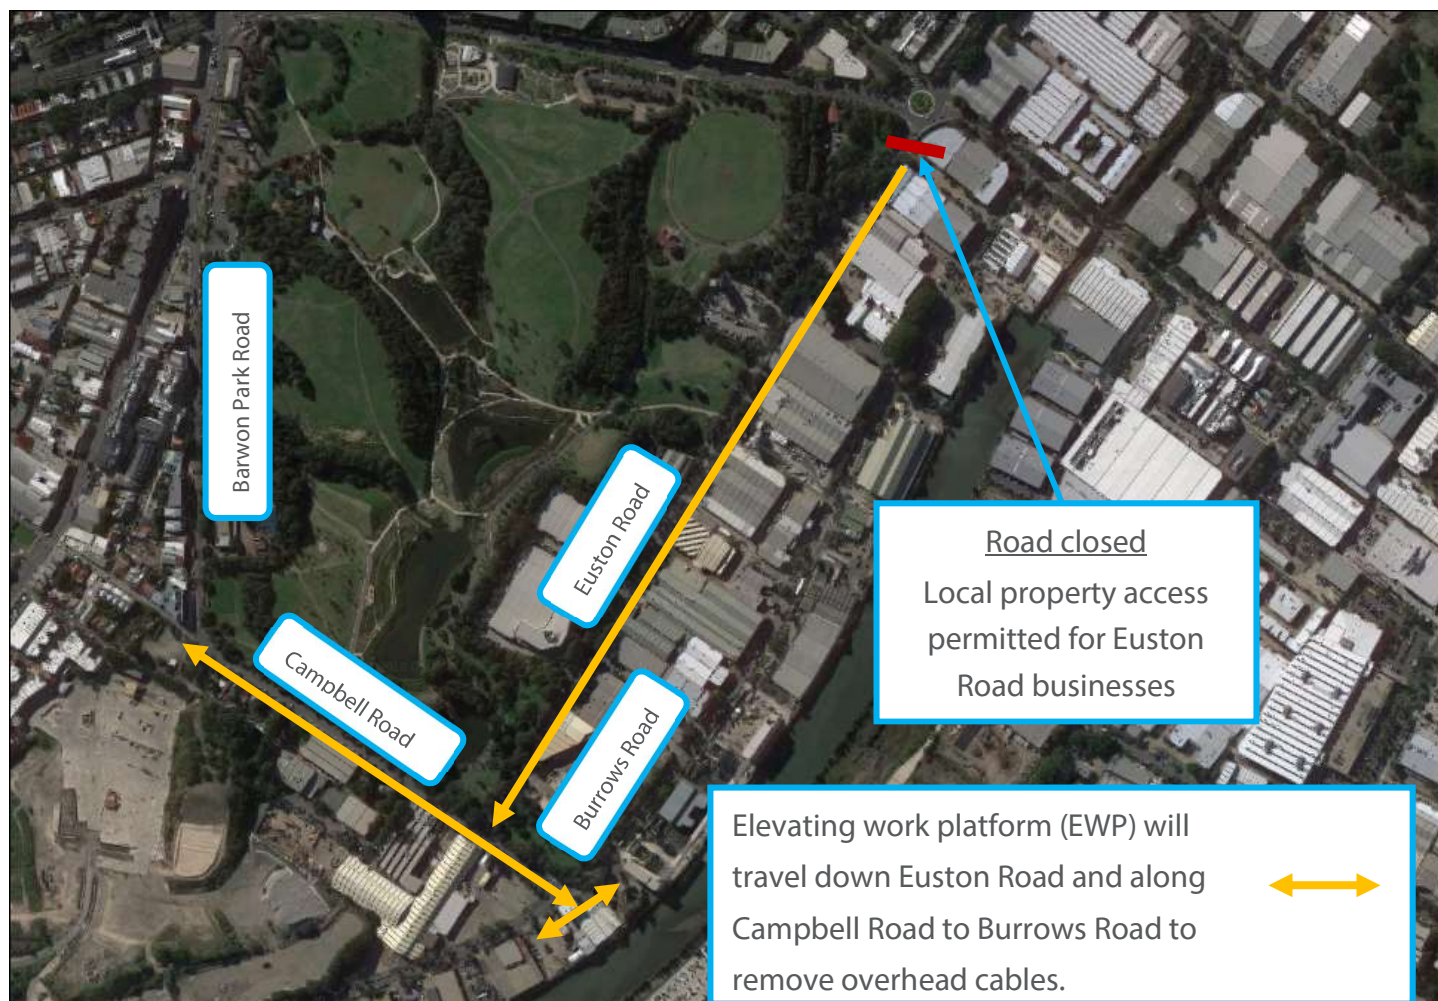 Barwon Park Road
Euston Road
Campbell Road
Burrows Road
Road closed
Local property access
permitted for Euston
Road businesses
Elevating work platform (EWP) will
travel down Euston Road and along
Campbell Road to Burrows Road to
remove overhead cables.